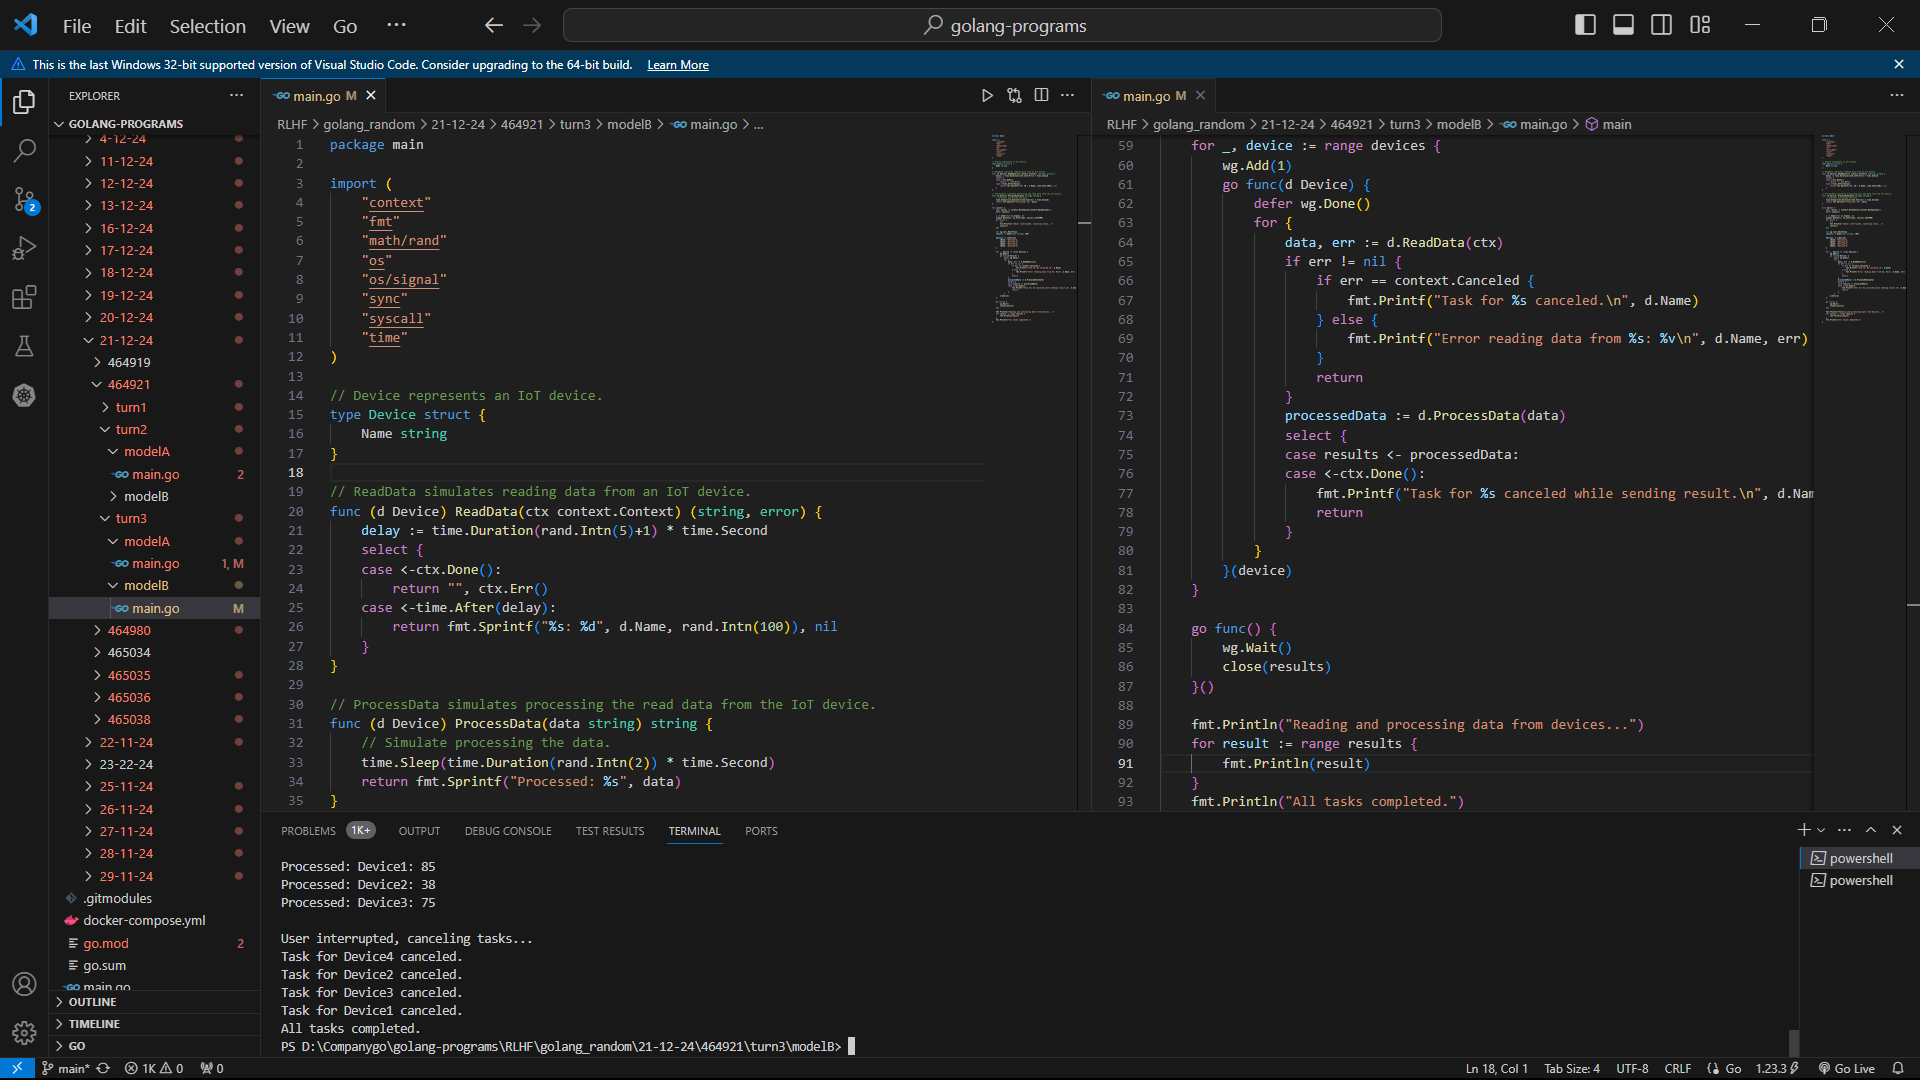 File Edit Selection View Go ···
golang-programs
This is the last Windows 32-bit supported version of Visual Studio Code. Consider upgrading to the 64-bit build. Learn More
EXPLORER
GOLANG-PROGRAMS
4-12-24
11-12-24
12-12-24
13-12-24
16-12-24
17-12-24
18-12-24
19-12-24
20-12-24
21-12-24
464919
464921
turn1
turn2
modelA
main.go 2
modelB
turn3
modelA
main.go 1, M
modelB
main.go M
464980
465034
465035
465036
465038
22-11-24
23-22-24
25-11-24
26-11-24
27-11-24
28-11-24
29-11-24
.gitmodules
docker-compose.yml
go.mod 2
go.sum
main.go
OUTLINE
TIMELINE
GO
2
main.go M
RLHF > golang_random > 21-12-24 > 464921 > turn3 > modelB > main.go > ...
1 package main
2
3 import (
4 "context"
5 "fmt"
6 "math/rand"
7 "os"
8 "os/signal"
9 "sync"
10 "syscall"
11 "time"
12 )
13
14 // Device represents an IoT device.
15 type Device struct {
16 Name string
17 }
18
19 // ReadData simulates reading data from an IoT device.
20 func (d Device) ReadData(ctx context.Context) (string, error) {
21 delay := time.Duration(rand.Intn(5)+1) * time.Second
22 select {
23 case <-ctx.Done():
24 return "", ctx.Err()
25 case <-time.After(delay):
26 return fmt.Sprintf("%s: %d", d.Name, rand.Intn(100)), nil
27 }
28 }
29
30 // ProcessData simulates processing the read data from the IoT device.
31 func (d Device) ProcessData(data string) string {
32 // Simulate processing the data.
33 time.Sleep(time.Duration(rand.Intn(2)) * time.Second)
34 return fmt.Sprintf("Processed: %s", data)
35 }
main.go M
RLHF > golang_random > 21-12-24 > 464921 > turn3 > modelB > main.go > main
59 for _, device := range devices {
60 wg.Add(1)
61 go func(d Device) {
62 defer wg.Done()
63 for {
64 data, err := d.ReadData(ctx)
65 if err != nil {
66 if err == context.Canceled {
67 fmt.Printf("Task for %s canceled.\n", d.Name)
68 } else {
69 fmt.Printf("Error reading data from %s: %v\n", d.Name, err)
70 }
71 return
72 }
73 processedData := d.ProcessData(data)
74 select {
75 case results <- processedData:
76 case <-ctx.Done():
77 fmt.Printf("Task for %s canceled while sending result.\n", d.Nam
78 return
79 }
80 }
81 }(device)
82 }
83
84 go func() {
85 wg.Wait()
86 close(results)
87 }()
88
89 fmt.Println("Reading and processing data from devices...")
90 for result := range results {
91 fmt.Println(result)
92 }
93 fmt.Println("All tasks completed.")
PROBLEMS 1K+ OUTPUT DEBUG CONSOLE TEST RESULTS TERMINAL PORTS
Processed: Device1: 85
Processed: Device2: 38
Processed: Device3: 75
User interrupted, canceling tasks...
Task for Device4 canceled.
Task for Device2 canceled.
Task for Device3 canceled.
Task for Device1 canceled.
All tasks completed.
PS D:\Companygo\golang-programs\RLHF\golang_random\21-12-24\464921\turn3\modelB>
powershell
powershell
main* 1K 0 0
Ln 18, Col 1 Tab Size: 4 UTF-8 CRLF Go 1.23.3 Go Live